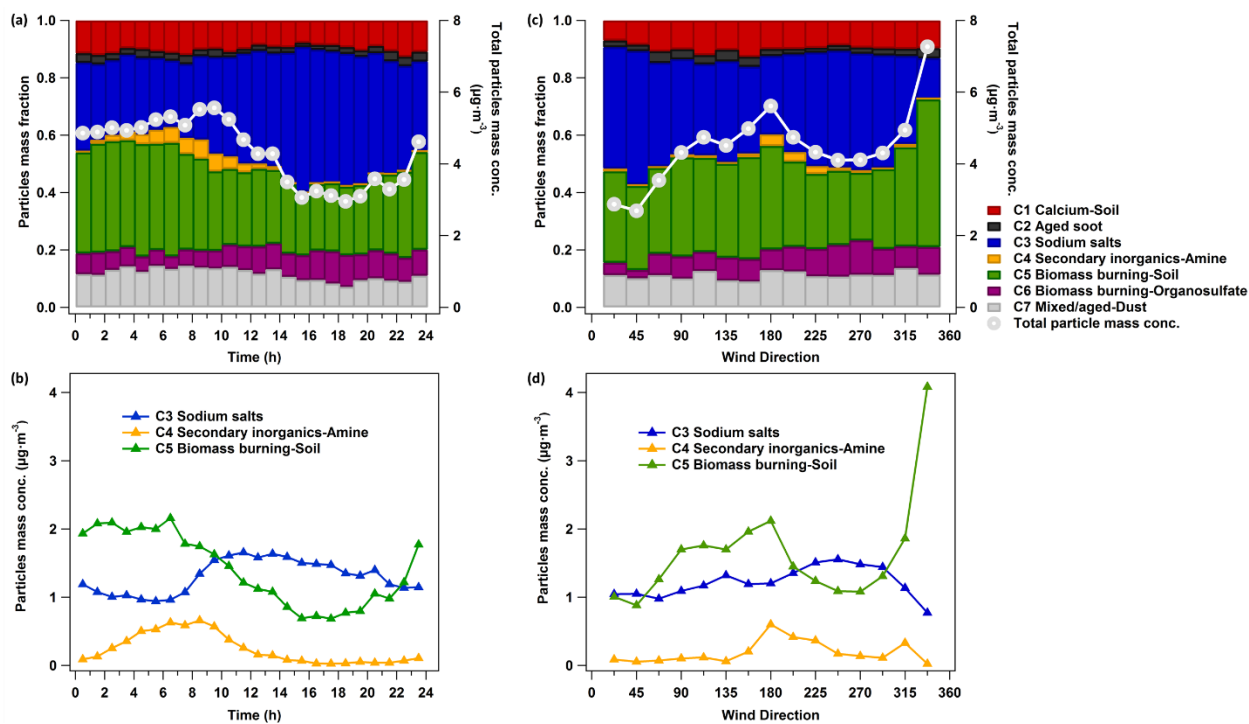 (a)
1.0
0.8
0.6
0.4
0.2
0.0
Particles mass fraction
8
6
4
2
0
Total particles mass conc.
(µg·m-3)
0 2 4 6 8 10 12 14 16 18 20 22 24
Time (h)
(c)
1.0
0.8
0.6
0.4
0.2
0.0
Particles mass fraction
8
6
4
2
0
Total particles mass conc.
(µg·m-3)
0 45 90 135 180 225 270 315 360
Wind Direction
C1 Calcium-Soil
C2 Aged soot
C3 Sodium salts
C4 Secondary inorganics-Amine
C5 Biomass burning-Soil
C6 Biomass burning-Organosulfate
C7 Mixed/aged-Dust
Total particle mass conc.
(b)
4
3
2
1
0
Particles mass conc. (µg·m-3)
C3 Sodium salts
C4 Secondary inorganics-Amine
C5 Biomass burning-Soil
0 2 4 6 8 10 12 14 16 18 20 22 24
Time (h)
(d)
4
3
2
1
0
Particles mass conc. (µg·m-3)
C3 Sodium salts
C4 Secondary inorganics-Amine
C5 Biomass burning-Soil
0 45 90 135 180 225 270 315 360
Wind Direction